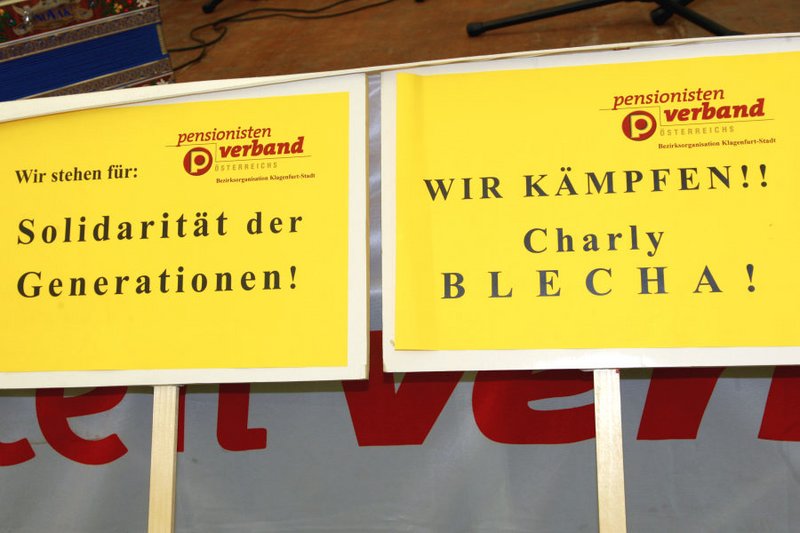 NOVAK
pensionisten
verband
ÖSTERREICHS
Bezirksorganisation Klagenfurt-Stadt
Wir stehen für:
Solidarität der
Generationen!
pensionisten
verband
ÖSTERREICHS
Bezirksorganisation Klagenfurt-Stadt
WIR KÄMPFEN!!
Charly
BLECHA!